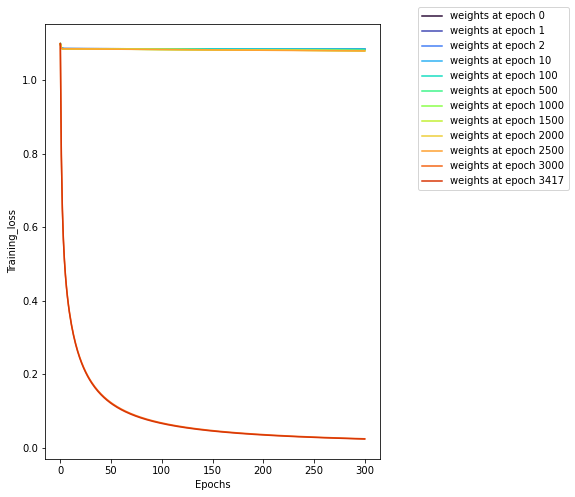 weights at epoch 0
weights at epoch 1
weights at epoch 2
weights at epoch 10
weights at epoch 100
weights at epoch 500
weights at epoch 1000
weights at epoch 1500
weights at epoch 2000
weights at epoch 2500
weights at epoch 3000
weights at epoch 3417
1.0
0.8
0.6
0.4
0.2
0.0
Training_loss
0 50 100 150 200 250 300
Epochs